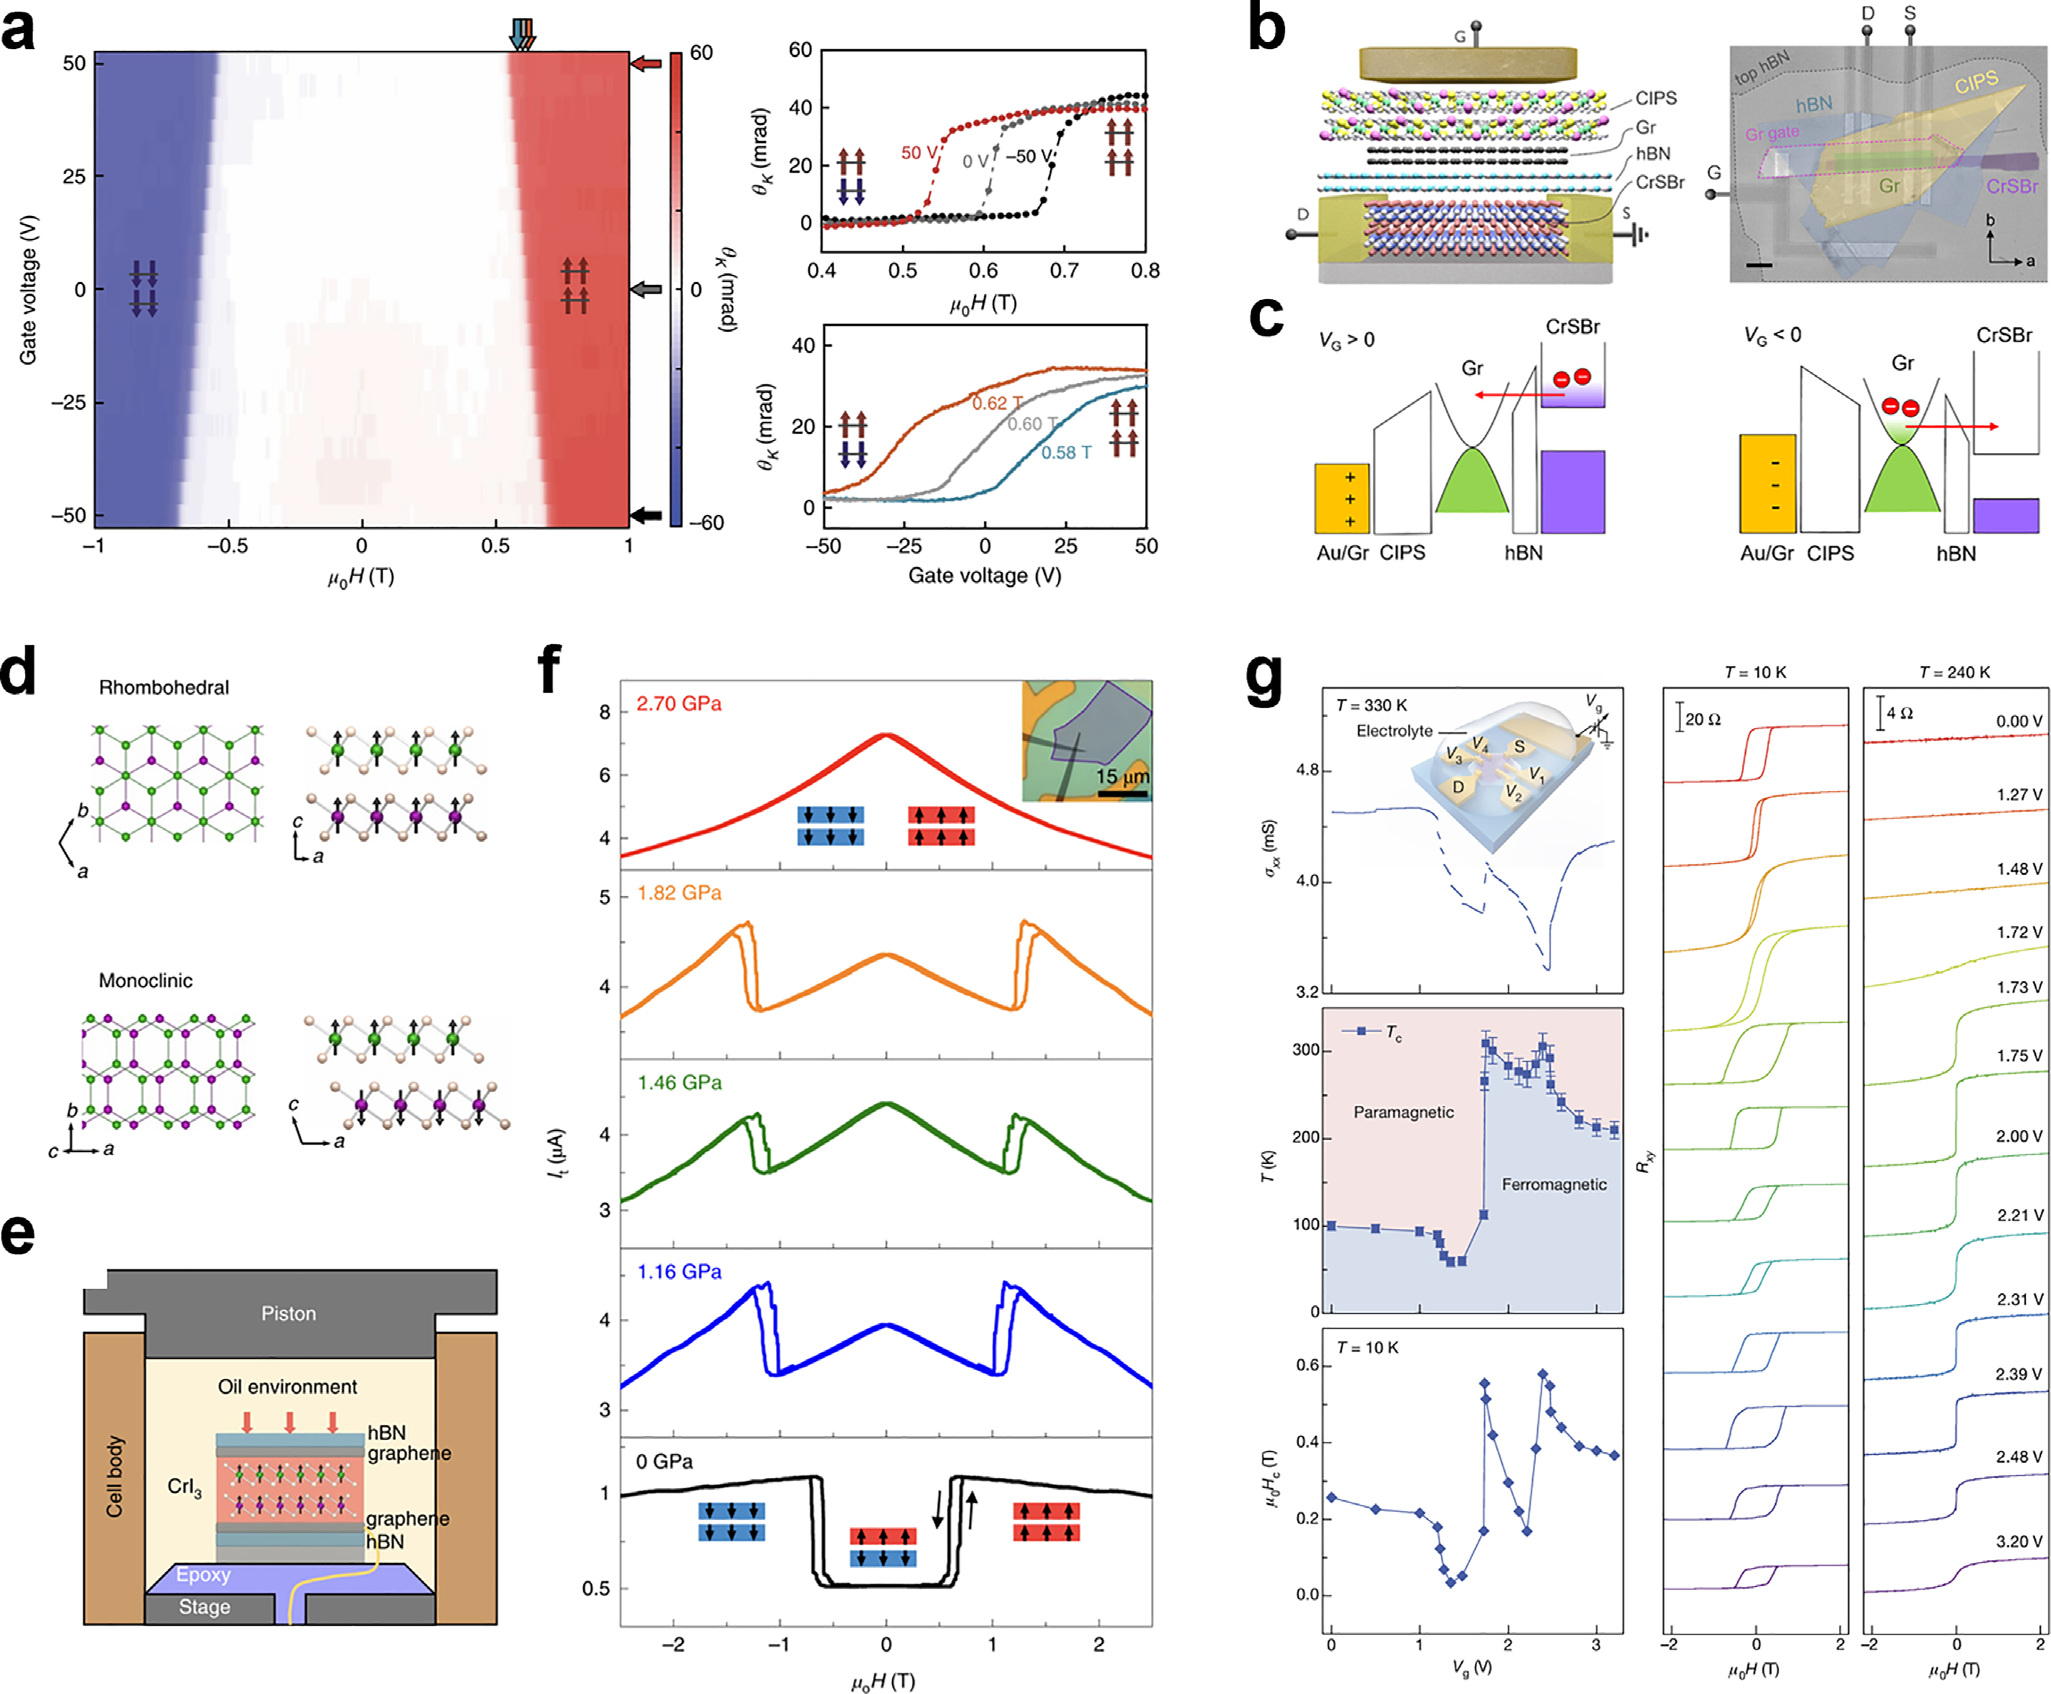 a
50
25
0
−25
−50
Gate voltage (V)
−1
−0.5
0
0.5
1
μ0H (T)
60
0
−60
θK (mrad)
60
40
20
0
θK (mrad)
50 V
0 V
−50 V
0.4
0.5
0.6
0.7
0.8
μ0H (T)
40
20
0
θK (mrad)
0.62 T
0.60 T
0.58 T
−50
−25
0
25
50
Gate voltage (V)
b
G
CIPS
Gr
hBN
CrSBr
D
S
D
S
top hBN
hBN
CIPS
Gr gate
G
Gr
CrSBr
b
a
c
VG > 0
Gr
CrSBr
+
+
+
Au/Gr
CIPS
hBN
VG < 0
Gr
CrSBr
-
-
-
Au/Gr
CIPS
hBN
d
Rhombohedral
b
a
c
a
Monoclinic
b
c
a
c
a
e
Piston
Oil environment
Cell body
hBN
graphene
CrI3
graphene
hBN
Epoxy
Stage
f
2.70 GPa
15 μm
8
6
4
1.82 GPa
5
4
1.46 GPa
4
3
It (μA)
1.16 GPa
4
3
0 GPa
1
0.5
−2
−1
0
1
2
μoH (T)
g
T = 330 K
Electrolyte
Vg
V4
S
V3
V1
D
V2
4.8
4.0
3.2
σxx (mS)
Tc
300
200
100
0
T (K)
Paramagnetic
Ferromagnetic
T = 10 K
0.6
0.4
0.2
0.0
μ0Hc (T)
0
1
2
3
Vg (V)
T = 10 K
T = 240 K
20 Ω
4 Ω
0.00 V
1.27 V
1.48 V
1.72 V
1.73 V
1.75 V
2.00 V
2.21 V
2.31 V
2.39 V
2.48 V
3.20 V
Rxy
−2
0
2
μ0H (T)
−2
0
2
μ0H (T)